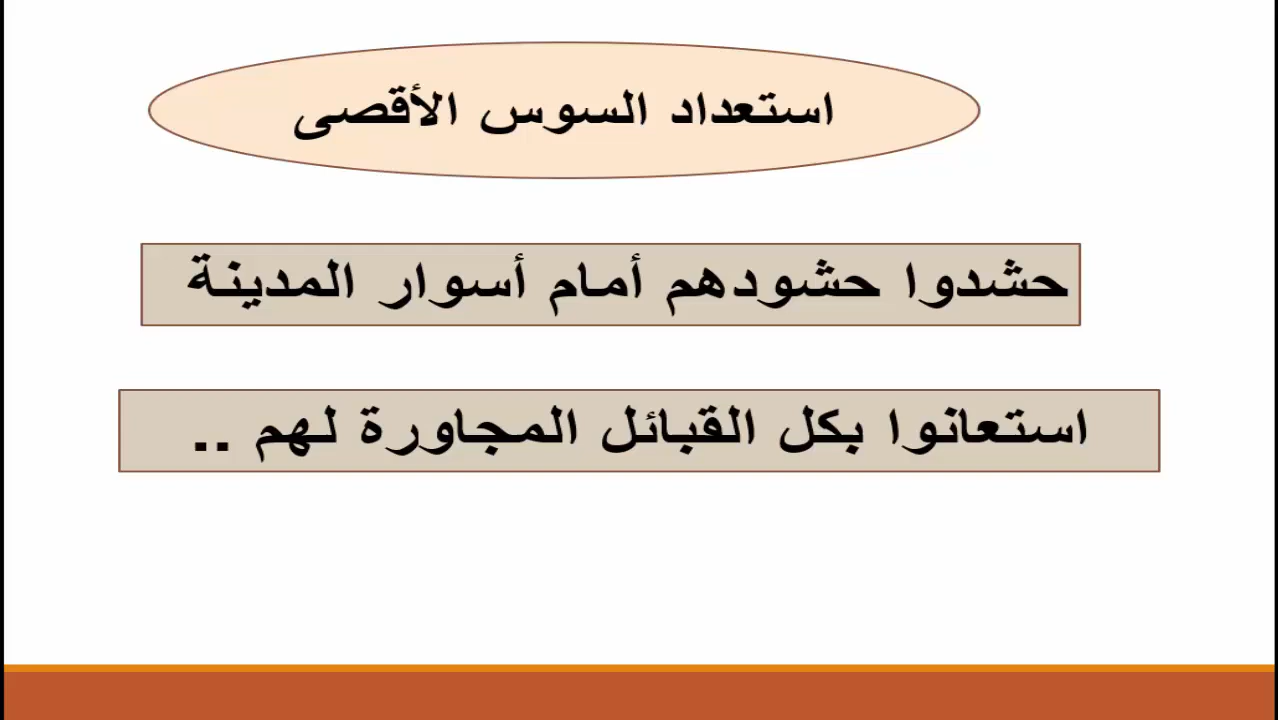 استعداد السوس الأقصى
حشدوا حشودهم أمام أسوار المدينة
استعانوا بكل القبائل المجاورة لهم ..